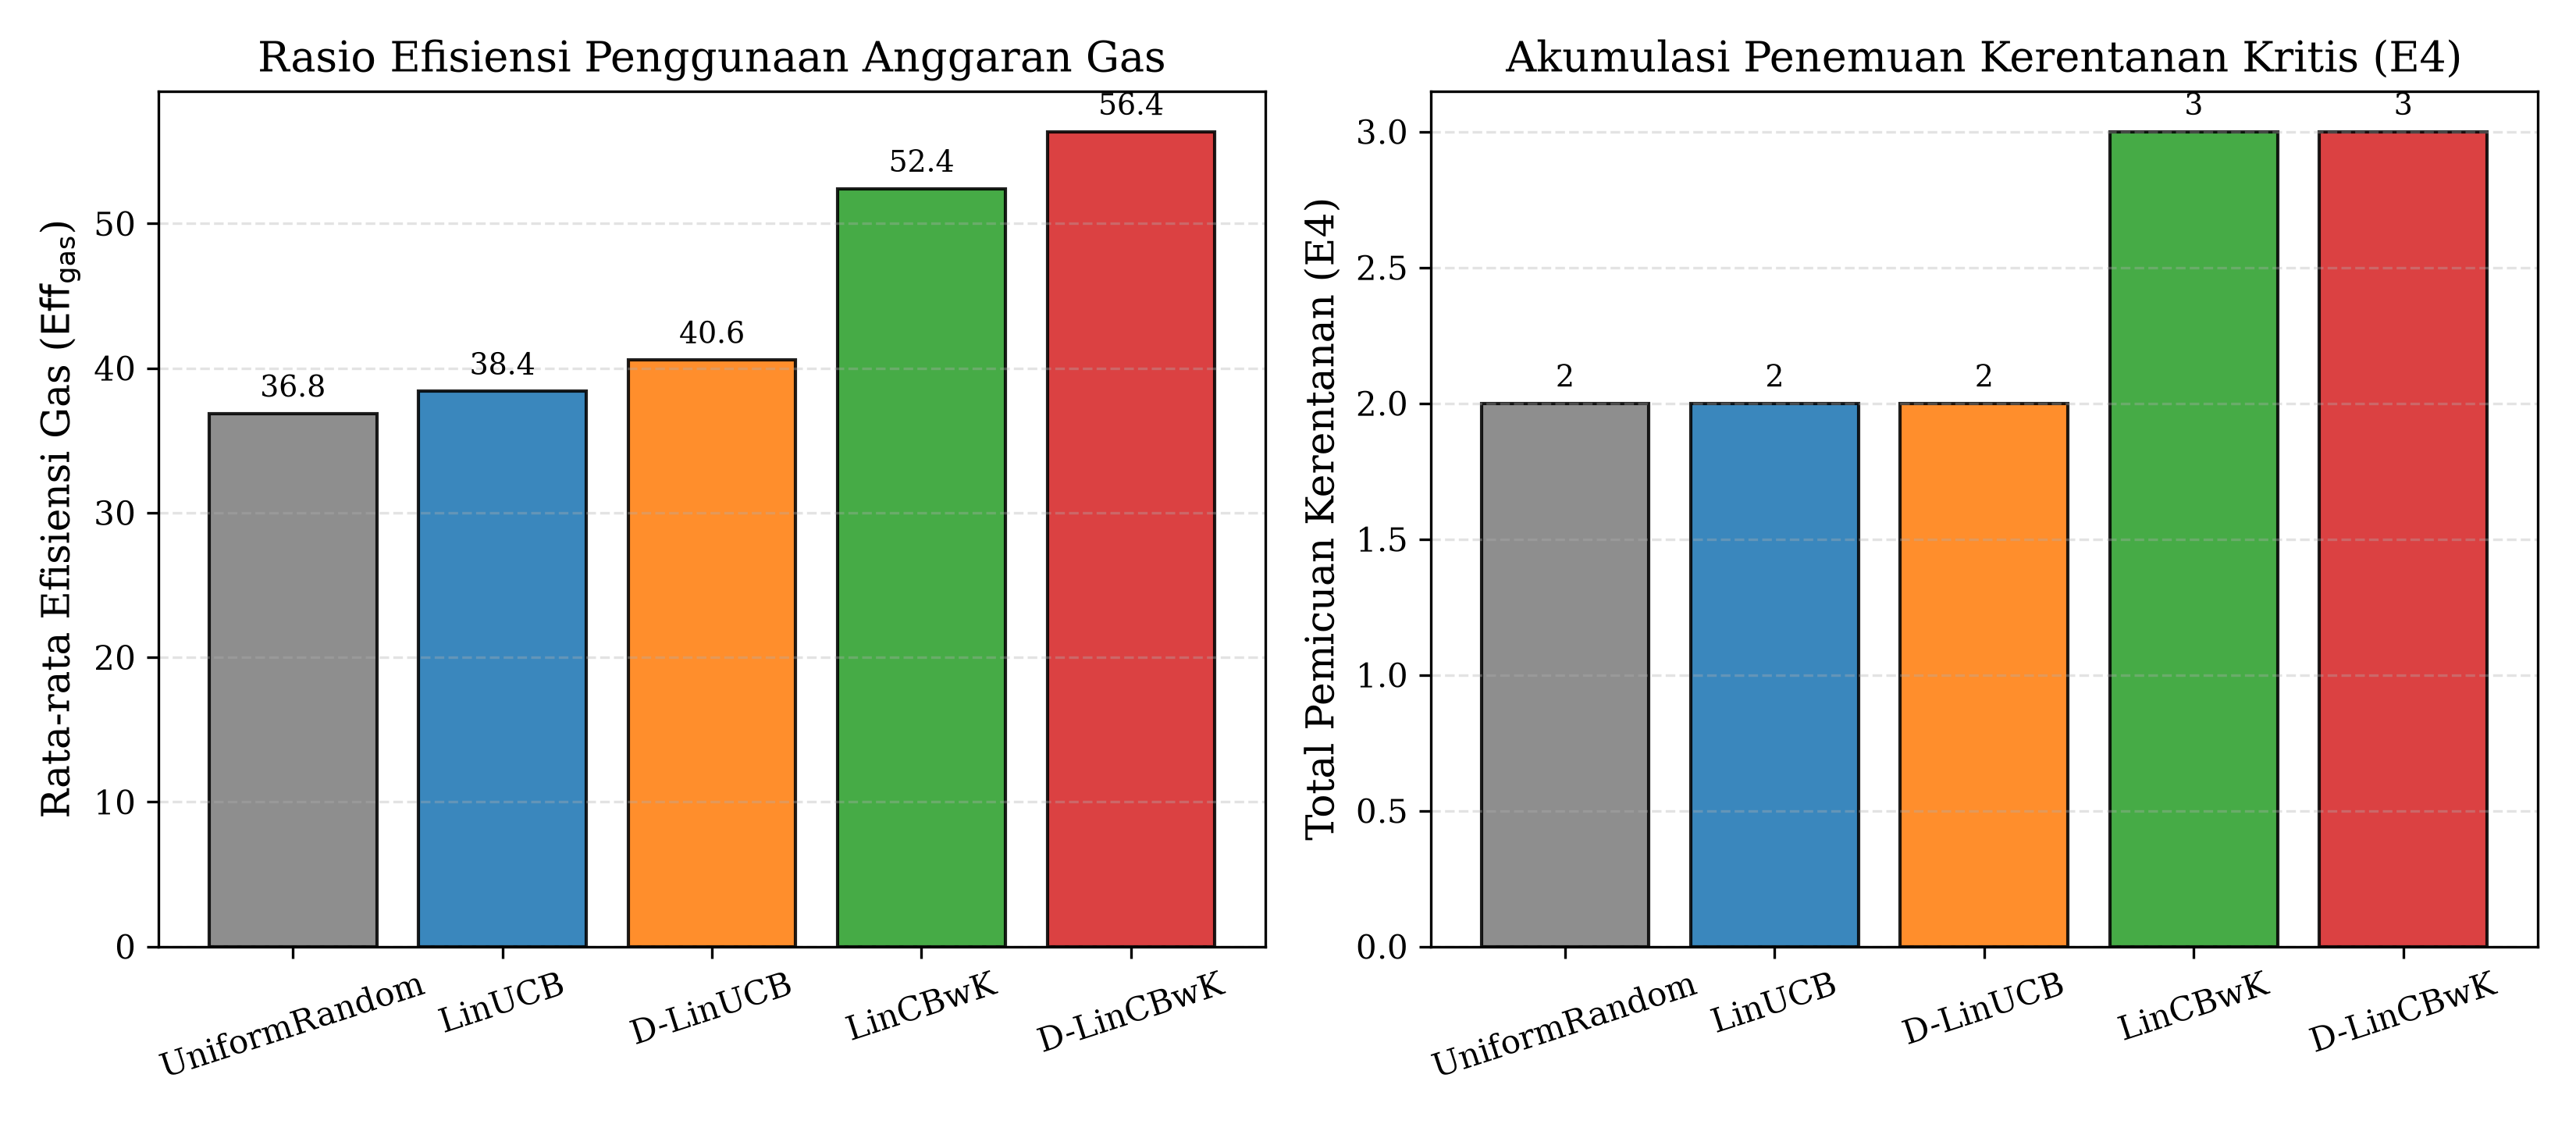 Rasio Efisiensi Penggunaan Anggaran Gas
Rata-rata Efisiensi Gas (Eff_gas)
50
40
30
20
10
0
36.8
38.4
40.6
52.4
56.4
UniformRandom
LinUCB
D-LinUCB
LinCBwK
D-LinCBwK
Akumulasi Penemuan Kerentanan Kritis (E4)
Total Pemicuan Kerentanan (E4)
3.0
2.5
2.0
1.5
1.0
0.5
0.0
2
2
2
3
3
UniformRandom
LinUCB
D-LinUCB
LinCBwK
D-LinCBwK